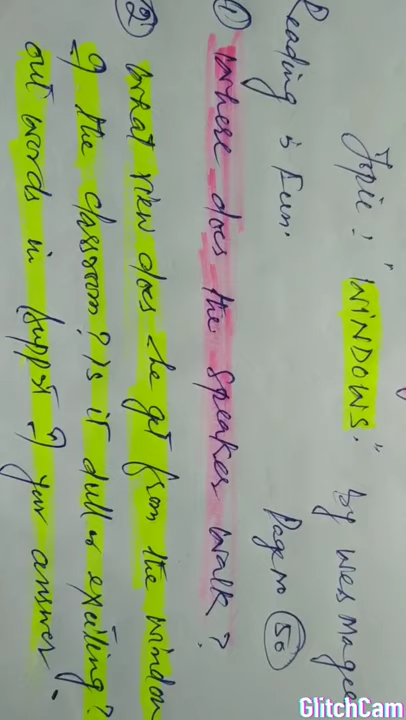 Topic : "WINDOWS." by Wes Magee
Reading is Fun. Page no 50
① Where does the speaker walk?
② What view does he get from the window
of the classroom? Is it dull or exciting?
out words in support of your answer.
GlitchCam